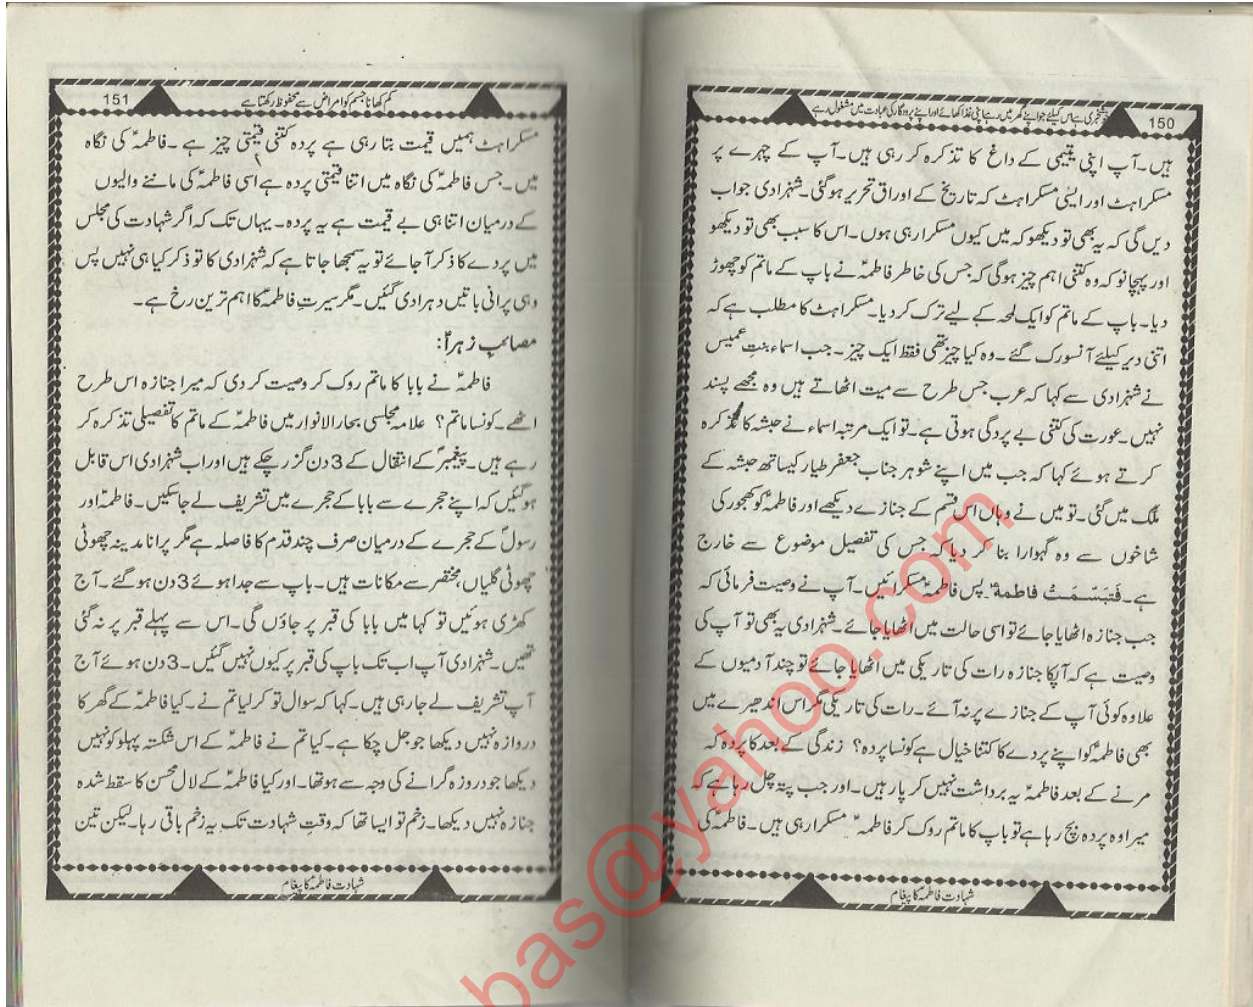 خوشخبری ہے اس کیلئے جو اپنے گھر میں رہے اپنی غذا کھائے اور اپنے پروردگار کی عبادت میں مشغول رہے
150
ہیں۔ آپ اپنی یتیمی کے داغ کا تذکرہ کر رہی ہیں۔ آپ کے چہرے پر
مسکراہٹ اور ایسی مسکراہٹ کہ تاریخ کے اوراق تحریر ہوگئی۔ شہزادی جواب
دیں گی کہ یہ بھی تو دیکھو کہ میں کیوں مسکرا رہی ہوں۔ اس کا سبب بھی تو دیکھو
اور پہچانو کہ وہ کتنی اہم چیز ہوگی کہ جس کی خاطر فاطمہؑ نے باپ کے ماتم کو چھوڑ
دیا۔ باپ کے ماتم کو ایک لمحہ کے لیے ترک کر دیا۔ مسکراہٹ کا مطلب ہے کہ
اتنی دیر کیلئے آنسو رک گئے۔ وہ کیا چیز تھی فقط ایک چیز۔ جب اسماء بنتِ عمیس
نے شہزادی سے کہا کہ عرب جس طرح سے میت اٹھاتے ہیں وہ مجھے پسند
نہیں۔ عورت کی کتنی بے پردگی ہوتی ہے۔ تو ایک مرتبہ اسماء نے حبشہ کا تذکرہ
کرتے ہوئے کہا کہ جب میں اپنے شوہر جناب جعفر طیار کیساتھ حبشہ کے
ملک میں گئی۔ تو میں نے وہاں اس قسم کے جنازے دیکھے اور فاطمہؑ کو کھجور کی
شاخوں سے وہ گہوارا بنا کر دیا کہ جس کی تفصیل موضوع سے خارج
ہے۔ فَتَبَسَّمَتْ فاطمةؑ۔ پس فاطمہؑ مسکرائیں۔ آپ نے وصیت فرمائی کہ
جب جنازہ اٹھایا جائے تو اسی حالت میں اٹھایا جائے۔ شہزادی یہ بھی تو آپ کی
وصیت ہے کہ آپکا جنازہ رات کی تاریکی میں اٹھایا جائے تو چند آدمیوں کے
علاوہ کوئی آپ کے جنازے پر نہ آئے۔ رات کی تاریکی مگر اس اندھیرے میں
بھی فاطمہؑ کو اپنے پردے کا کتنا خیال ہے کونسا پردہ؟ زندگی کے بعد کا پردہ کہ
مرنے کے بعد فاطمہؑ یہ برداشت نہیں کر پا رہیں۔ اور جب پتہ چل رہا ہے کہ
میرا وہ پردہ بچ رہا ہے تو باپ کا ماتم روک کر فاطمہؑ مسکرا رہی ہیں۔ فاطمہؑ کی
شہادت فاطمہؑ کا پیغام
کم کھانا جسم کو امراض سے محفوظ رکھتا ہے
151
مسکراہٹ ہمیں قیمت بتا رہی ہے پردہ کتنی قیمتی چیز ہے۔ فاطمہؑ کی نگاہ
میں۔ جس فاطمہؑ کی نگاہ میں اتنا قیمتی پردہ ہے اسی فاطمہؑ کی ماننے والیوں
کے درمیان اتنا ہی بے قیمت ہے یہ پردہ۔ یہاں تک کہ اگر شہادت کی مجلس
میں پردے کا ذکر آ جائے تو یہ سمجھا جاتا ہے کہ شہزادی کا تو ذکر کیا ہی نہیں پس
وہی پرانی باتیں دہرا دی گئیں۔ مگر سیرتِ فاطمہؑ کا اہم ترین رخ ہے۔
مصائبِ زہراؑ:
فاطمہؑ نے بابا کا ماتم روک کر وصیت کر دی کہ میرا جنازہ اس طرح
اٹھے۔ کونسا ماتم؟ علامہ مجلسی بحارالانوار میں فاطمہؑ کے ماتم کا تفصیلی تذکرہ کر
رہے ہیں۔ پیغمبرؐ کے انتقال کے 3 دن گزر چکے ہیں اور اب شہزادی اس قابل
ہوگئیں کہ اپنے حجرے سے بابا کے حجرے میں تشریف لے جا سکیں۔ فاطمہؑ اور
رسولؐ کے حجرے کے درمیان صرف چند قدم کا فاصلہ ہے مگر پرانا مدینہ چھوٹی
چھوٹی گلیاں، مختصر سے مکانات ہیں۔ باپ سے جدا ہوئے 3 دن ہو گئے۔ آج
کھڑی ہوئیں تو کہا میں بابا کی قبر پر جاؤں گی۔ اس سے پہلے قبر پر نہ گئی
تھیں۔ شہزادی آپ اب تک باپ کی قبر پر کیوں نہیں گئیں۔ 3 دن ہوئے آج
آپ تشریف لے جا رہی ہیں۔ کہا کہ سوال تو کر لیا تم نے۔ کیا فاطمہؑ کے گھر کا
دروازہ نہیں دیکھا جو جل چکا ہے۔ کیا تم نے فاطمہؑ کے اس شکستہ پہلو کو نہیں
دیکھا جو دروزہ گرانے کی وجہ سے ہو تھا۔ اور کیا فاطمہؑ کے لال محسن کا سقط شدہ
جنازہ نہیں دیکھا۔ زخم تو ایسا تھا کہ وقتِ شہادت تک یہ زخم باقی رہا۔ لیکن تین
شہادت فاطمہؑ کا پیغام
bas@yahoo.com